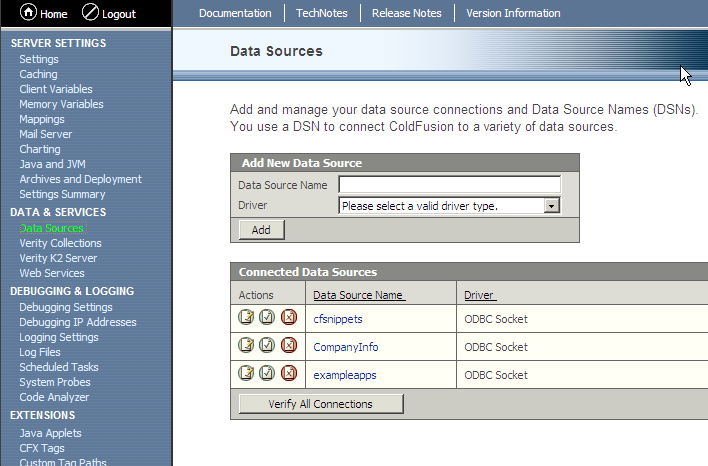 Home Logout
Documentation TechNotes Release Notes Version Information
SERVER SETTINGS
Settings
Caching
Client Variables
Memory Variables
Mappings
Mail Server
Charting
Java and JVM
Archives and Deployment
Settings Summary
DATA & SERVICES
Data Sources
Verity Collections
Verity K2 Server
Web Services
DEBUGGING & LOGGING
Debugging Settings
Debugging IP Addresses
Logging Settings
Log Files
Scheduled Tasks
System Probes
Code Analyzer
EXTENSIONS
Java Applets
CFX Tags
Custom Tag Paths
Data Sources
Add and manage your data source connections and Data Source Names (DSNs).
You use a DSN to connect ColdFusion to a variety of data sources.
Add New Data Source
Data Source Name
Driver Please select a valid driver type.
Add
Connected Data Sources
Actions Data Source Name Driver
cfsnippets ODBC Socket
CompanyInfo ODBC Socket
exampleapps ODBC Socket
Verify All Connections